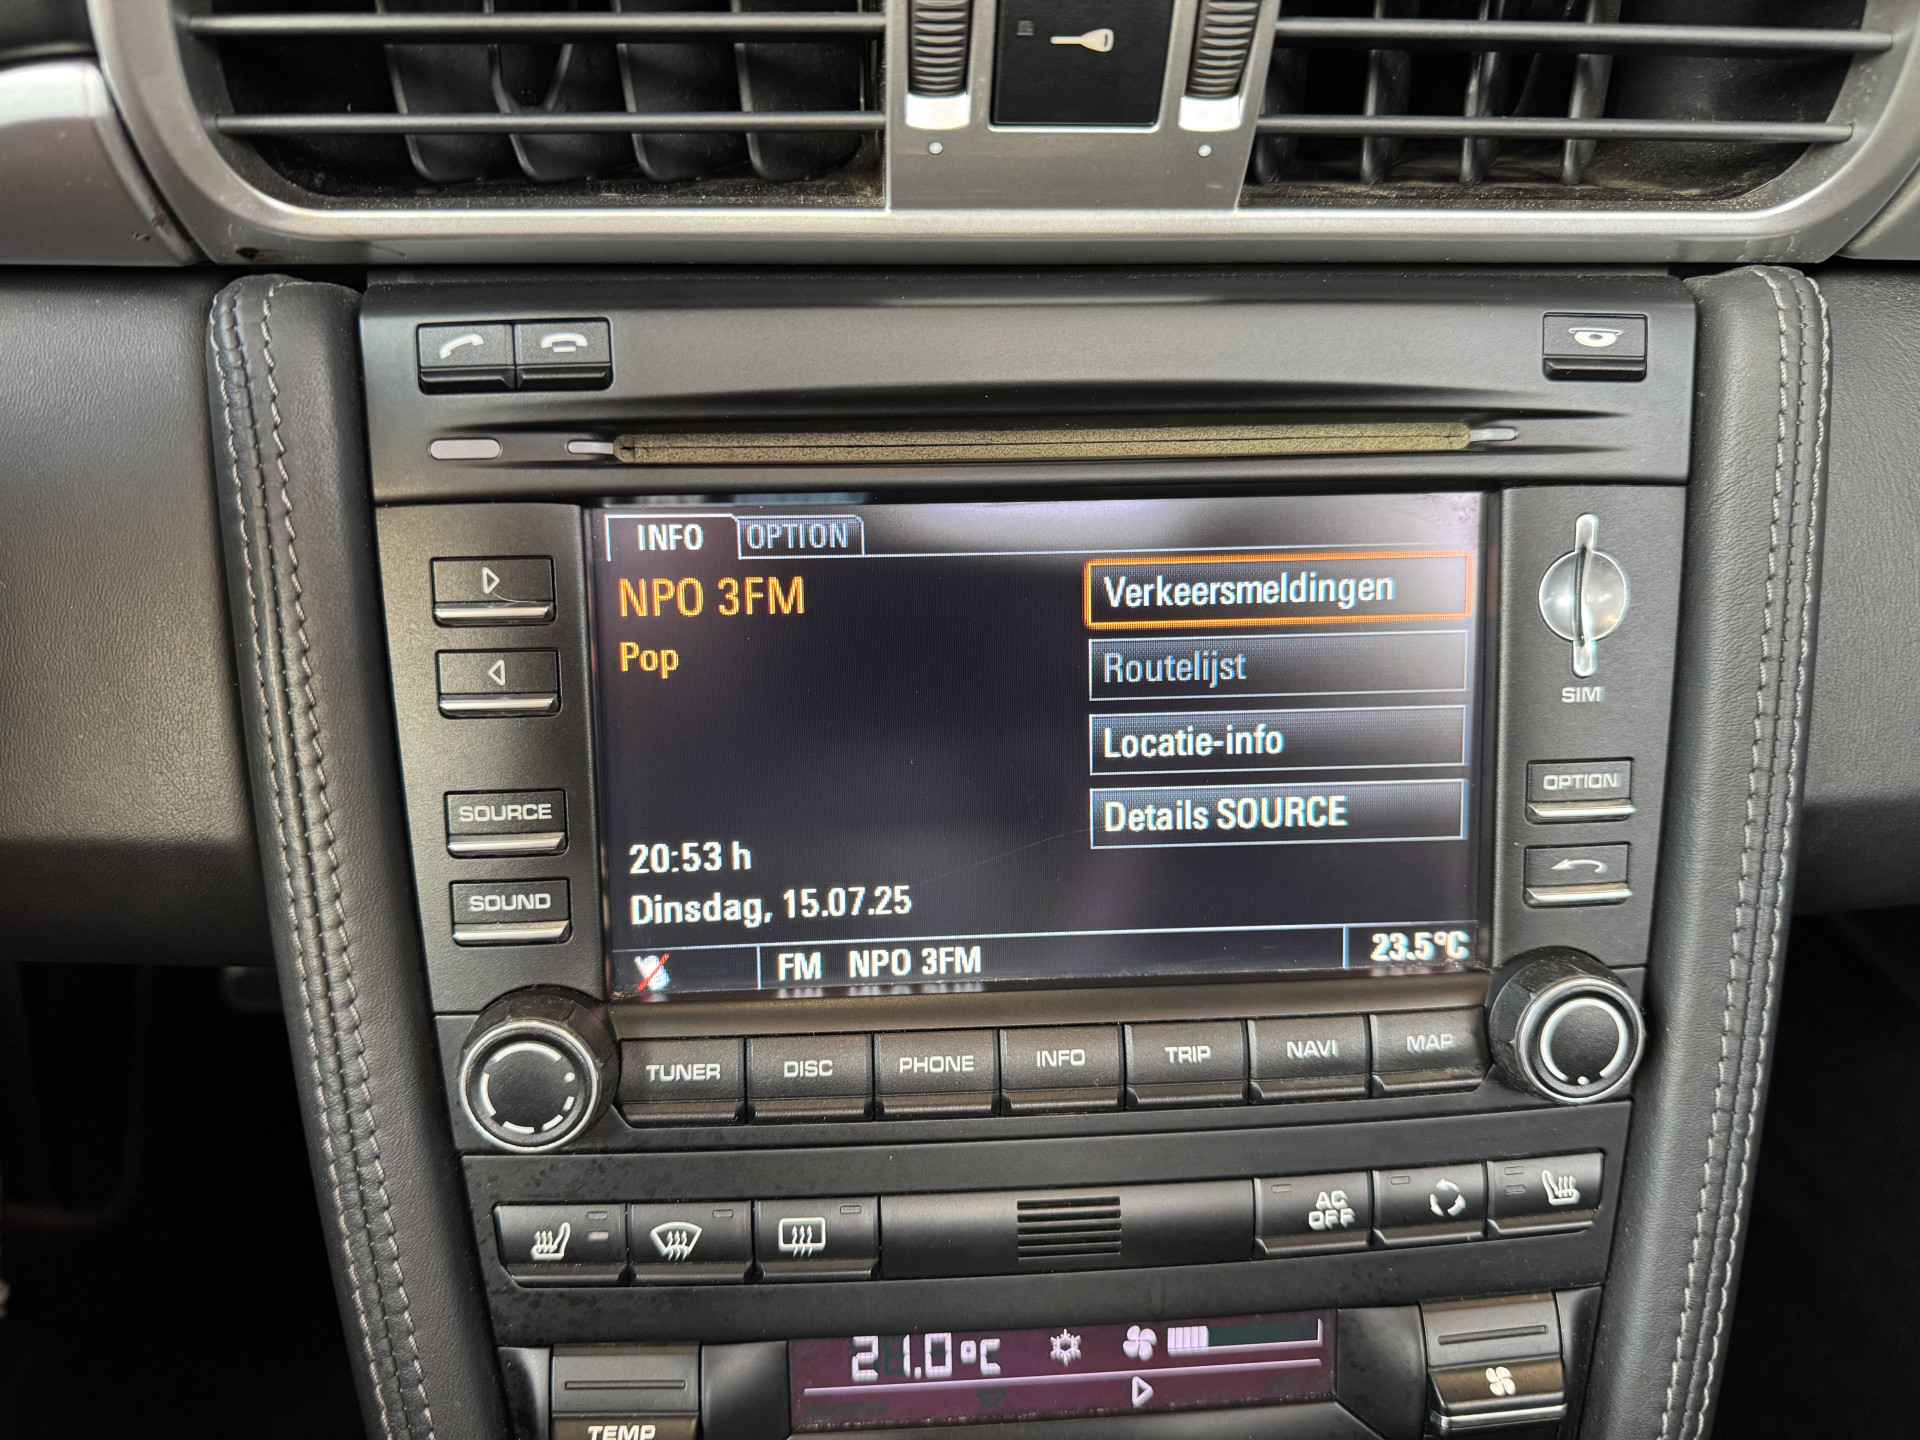 INFO OPTION
NPO 3FM
Pop
Verkeersmeldingen
Routelijst
Locatie-info
Details SOURCE
20:53 h
Dinsdag, 15.07.25
FM NPO 3FM
23.5°C
SOURCE
SOUND
SIM
OPTION
TUNER DISC PHONE INFO TRIP NAVI MAP
AC
OFF
21.0°C
TEMP